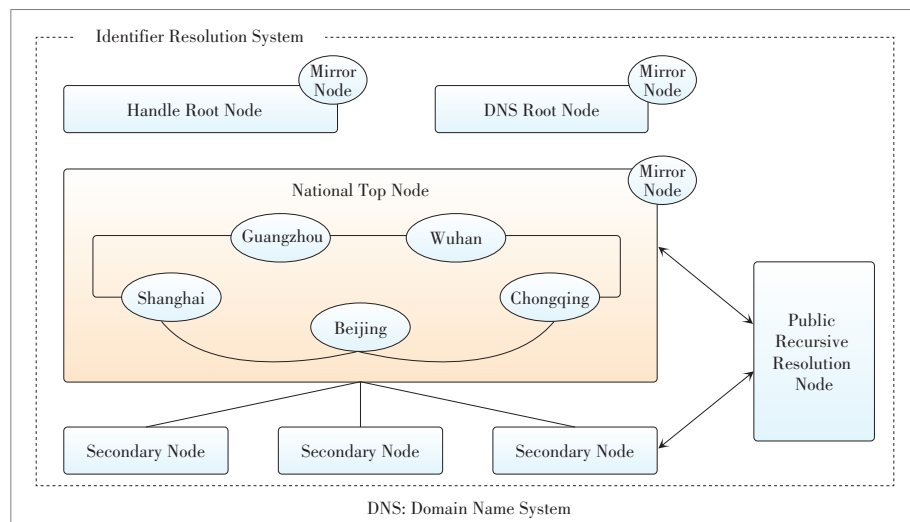 Identifier Resolution System
Mirror
Node
Handle Root Node
Mirror
Node
DNS Root Node
Mirror
Node
National Top Node
Guangzhou
Wuhan
Shanghai
Chongqing
Beijing
Public
Recursive
Resolution
Node
Secondary Node
Secondary Node
Secondary Node
DNS: Domain Name System